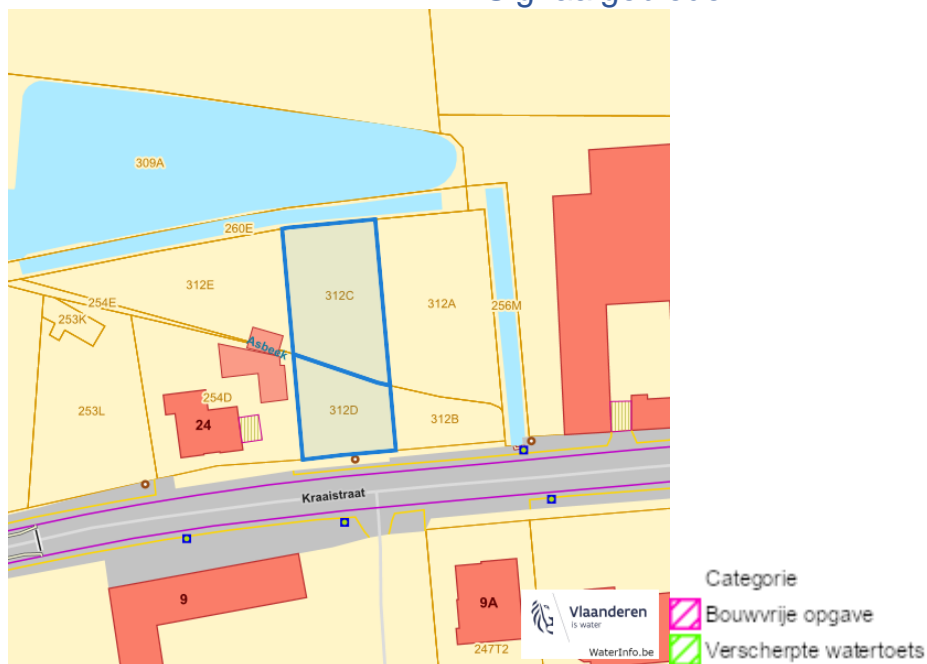 309A
260E
312E
312C
312A
256M
254E
253K
Asbeek
253L
254D
24
312D
312B
Kraaistraat
9
9A
247T2
Vlaanderen
is water
WaterInfo.be
Categorie
Bouwvrije opgave
Verscherpte watertoets